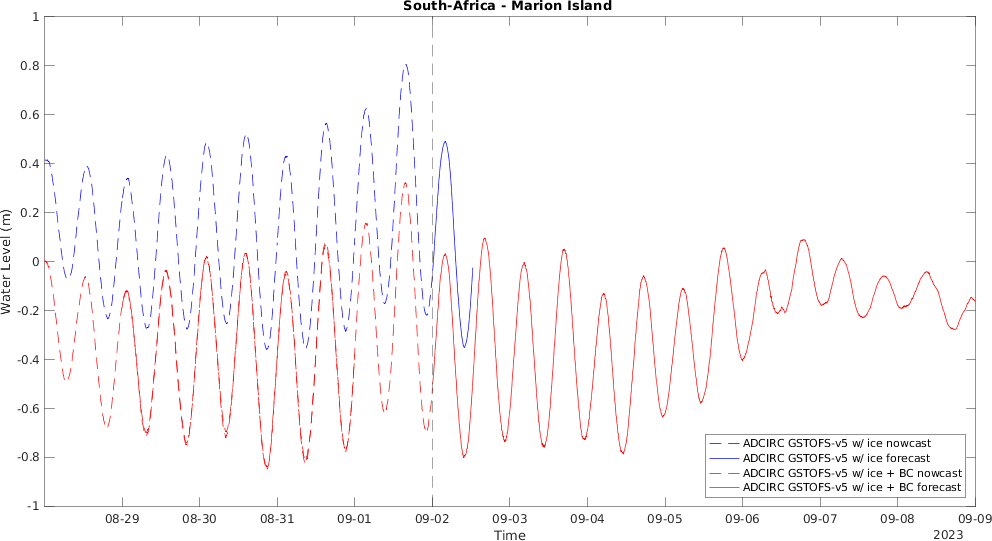 South-Africa - Marion Island
1
0.8
0.6
0.4
0.2
0
-0.2
-0.4
-0.6
-0.8
-1
Water Level (m)
ADCIRC GSTOFS-v5 w/ ice nowcast
ADCIRC GSTOFS-v5 w/ ice forecast
ADCIRC GSTOFS-v5 w/ ice + BC nowcast
ADCIRC GSTOFS-v5 w/ ice + BC forecast
08-29 08-30 08-31 09-01 09-02 09-03 09-04 09-05 09-06 09-07 09-08 09-09
Time
2023